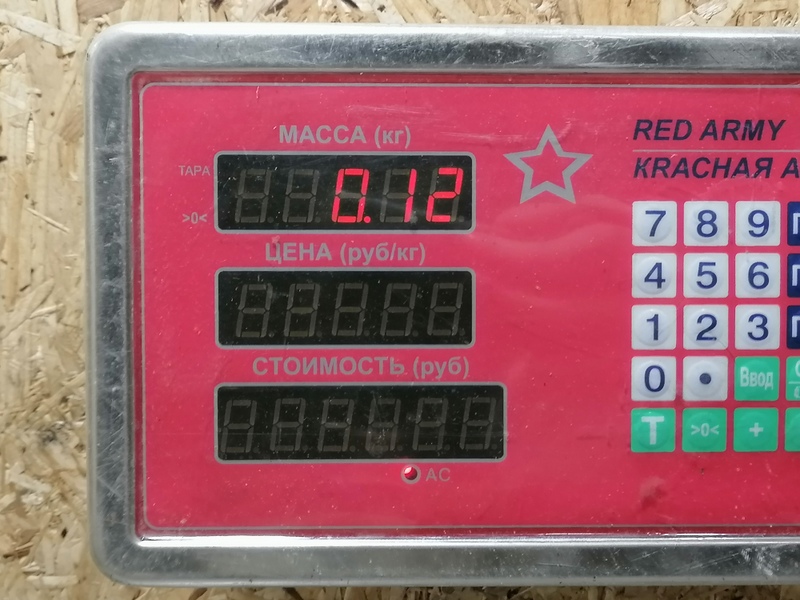 МАССА (кг)
ТАРА
>0<
0.12
ЦЕНА (руб/кг)
СТОИМОСТЬ (руб)
AC
RED ARMY
КRАСНАЯ А
7 8 9 П
4 5 6 П
1 2 3 П
0 • Ввод
T >0< +